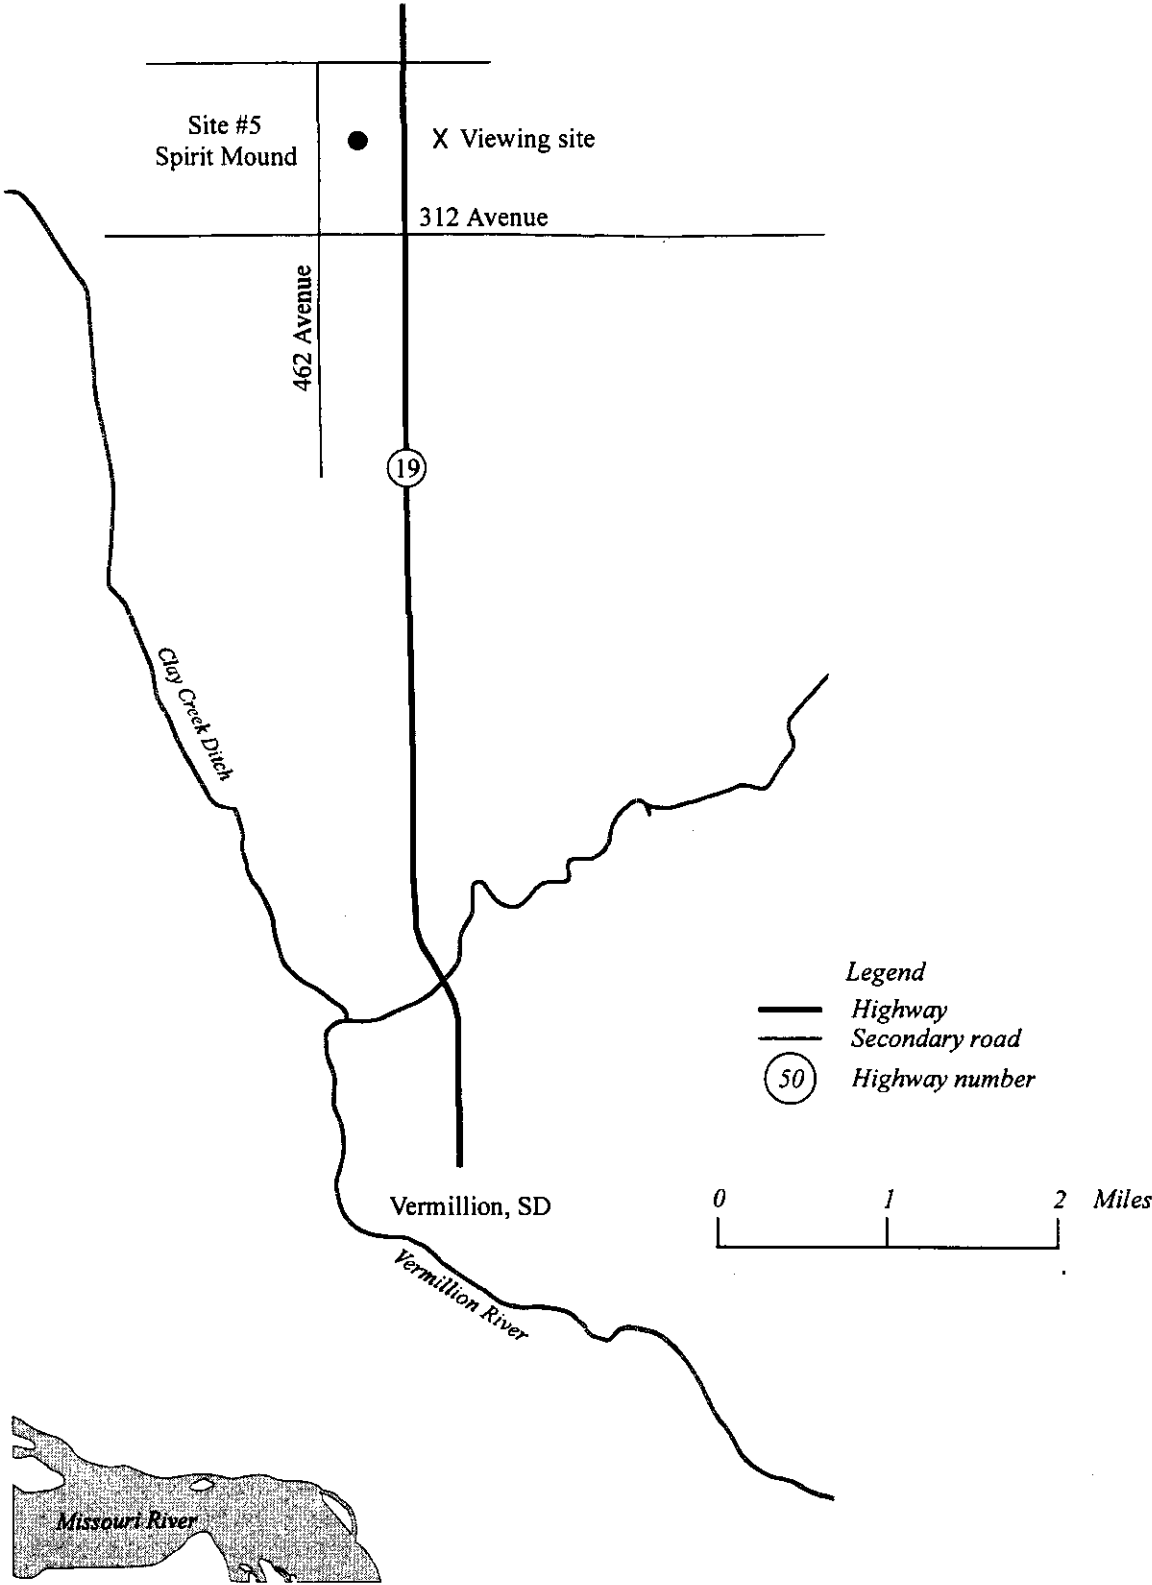 Site #5
Spirit Mound
X Viewing site
312 Avenue
462 Avenue
19
Clay Creek Ditch
Legend
Highway
Secondary road
50 Highway number
0 1 2 Miles
Vermillion, SD
Vermillion River
Missouri River